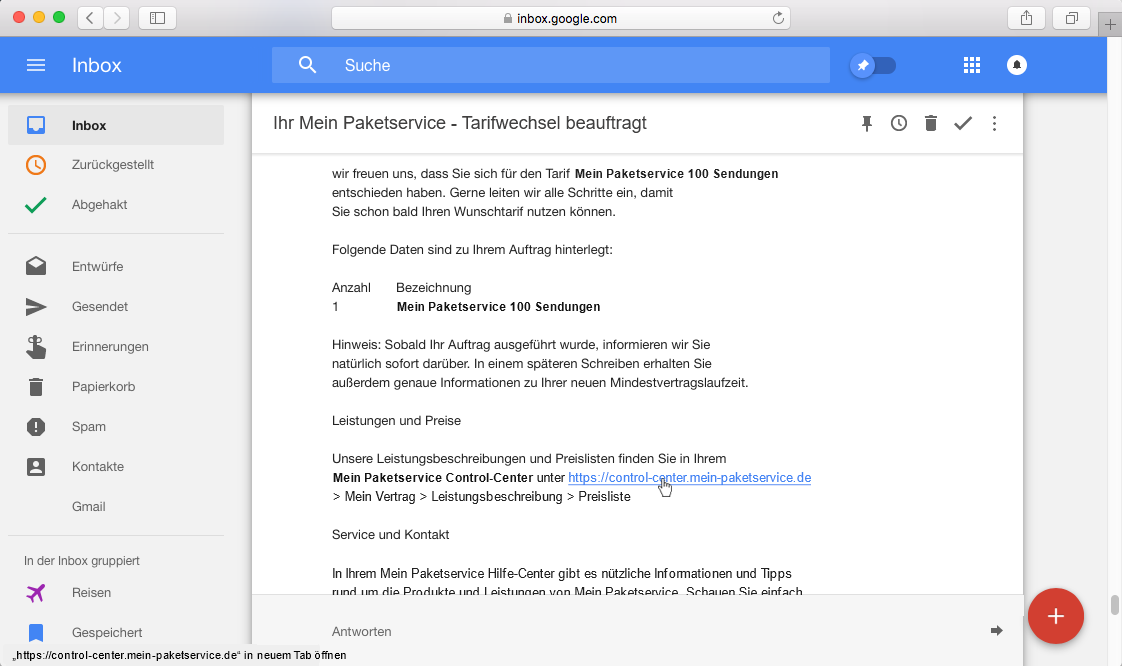 inbox.google.com
Inbox
Suche
Inbox
Zurückgestellt
Abgehakt
Entwürfe
Gesendet
Erinnerungen
Papierkorb
Spam
Kontakte
Gmail
In der Inbox gruppiert
Reisen
Gespeichert
Ihr Mein Paketservice - Tarifwechsel beauftragt
wir freuen uns, dass Sie sich für den Tarif Mein Paketservice 100 Sendungen
entschieden haben. Gerne leiten wir alle Schritte ein, damit
Sie schon bald Ihren Wunschtarif nutzen können.
Folgende Daten sind zu Ihrem Auftrag hinterlegt:
Anzahl Bezeichnung
1 Mein Paketservice 100 Sendungen
Hinweis: Sobald Ihr Auftrag ausgeführt wurde, informieren wir Sie
natürlich sofort darüber. In einem späteren Schreiben erhalten Sie
außerdem genaue Informationen zu Ihrer neuen Mindestvertragslaufzeit.
Leistungen und Preise
Unsere Leistungsbeschreibungen und Preislisten finden Sie in Ihrem
Mein Paketservice Control-Center unter https://control-center.mein-paketservice.de
> Mein Vertrag > Leistungsbeschreibung > Preisliste
Service und Kontakt
In Ihrem Mein Paketservice Hilfe-Center gibt es nützliche Informationen und Tipps
rund um die Produkte und Leistungen von Mein Paketservice. Schauen Sie einfach
Antworten
„https://control-center.mein-paketservice.de“ in neuem Tab öffnen